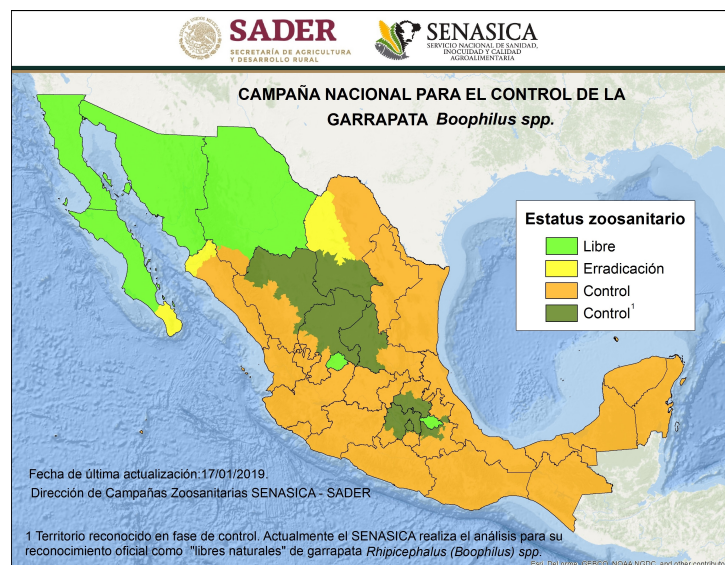 SADER
SECRETARÍA DE AGRICULTURA
Y DESARROLLO RURAL
SENASICA
SERVICIO NACIONAL DE SANIDAD,
INOCUIDAD Y CALIDAD
AGROALIMENTARIA
CAMPAÑA NACIONAL PARA EL CONTROL DE LA
GARRAPATA Boophilus spp.
Estatus zoosanitario
Libre
Erradicación
Control
Control¹
Fecha de última actualización:17/01/2019.
Dirección de Campañas Zoosanitarias SENASICA - SADER
1 Territorio reconocido en fase de control. Actualmente el SENASICA realiza el análisis para su
reconocimiento oficial como "libres naturales" de garrapata Rhipicephalus (Boophilus) spp.